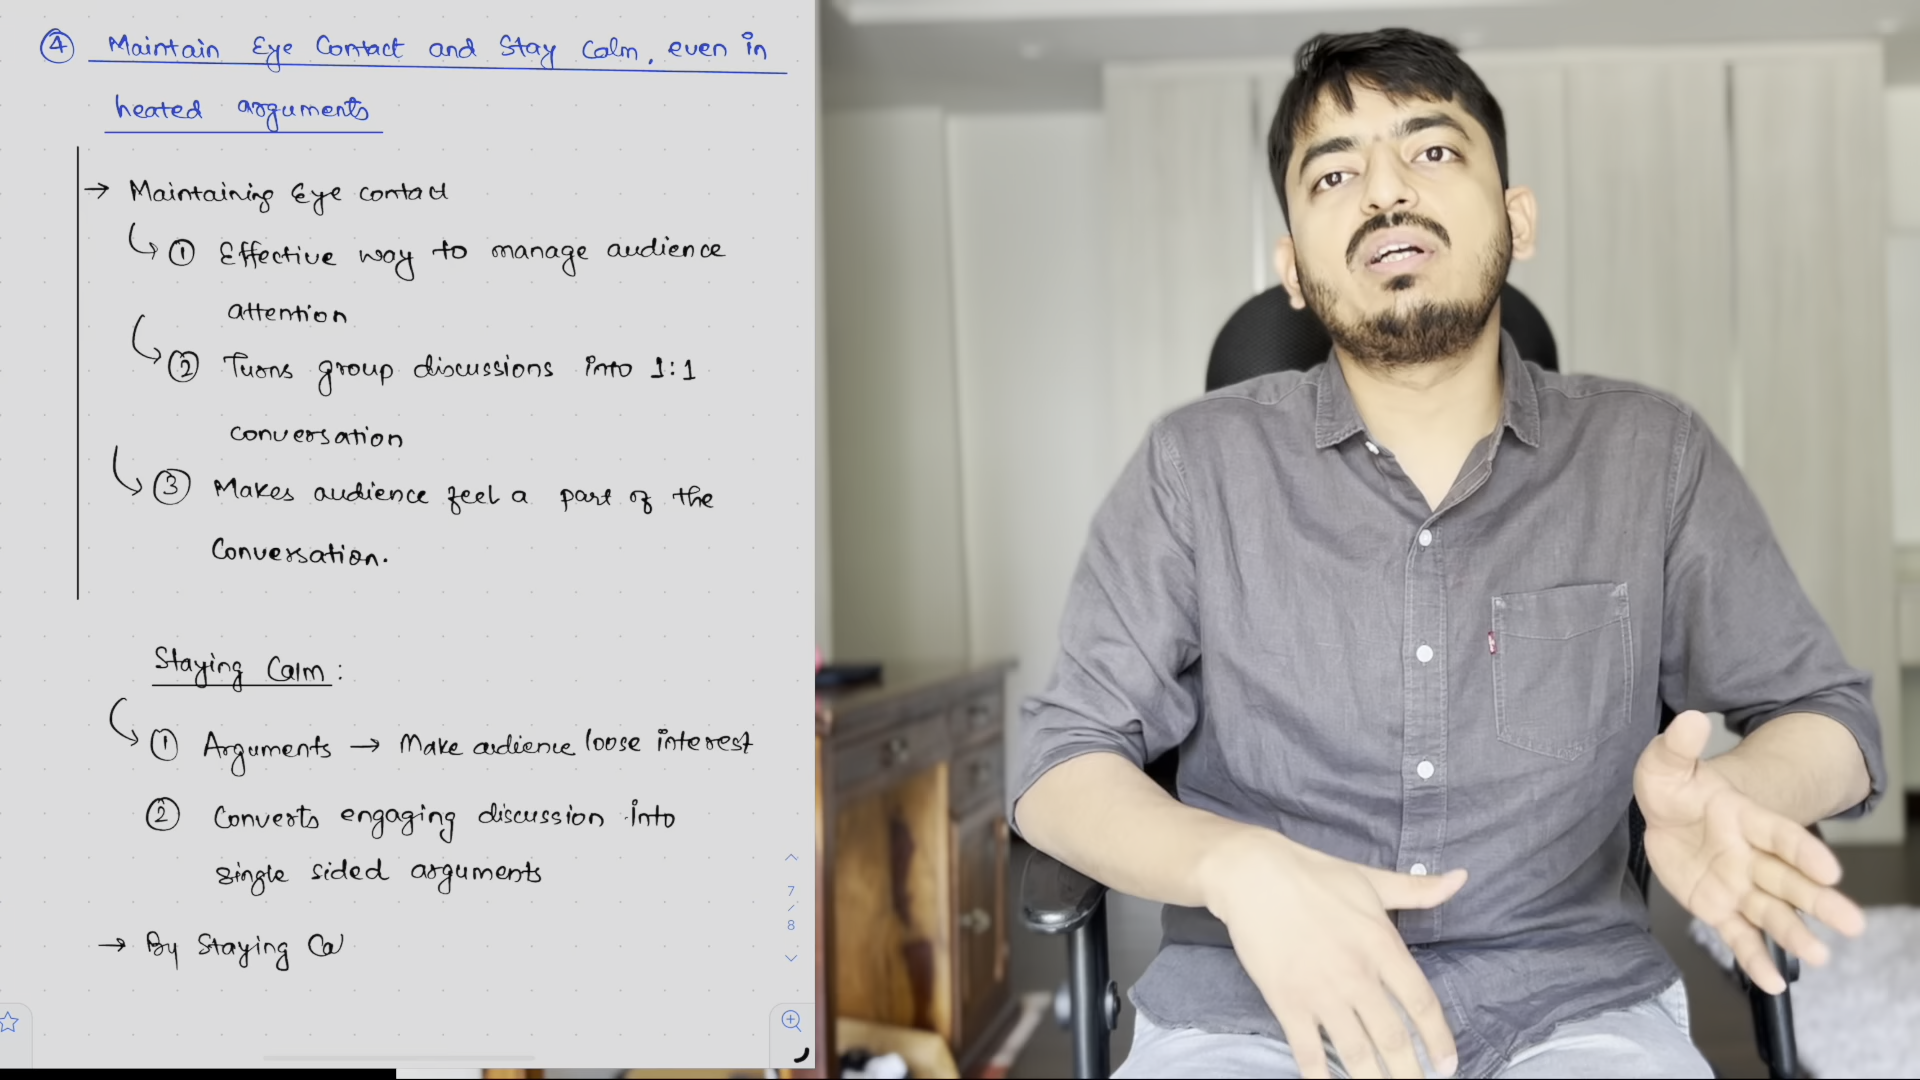 ④ Maintain Eye Contact and Stay Calm, even in
heated arguments
→ Maintaining Eye contact
① Effective way to manage audience
attention
② Turns group discussions into 1:1
conversation
③ Makes audience feel a part of the
Conversation.
Staying Calm :
① Arguments → Make audience loose interest
② Converts engaging discussion into
single sided arguments
→ By Staying Ca
7
/
8